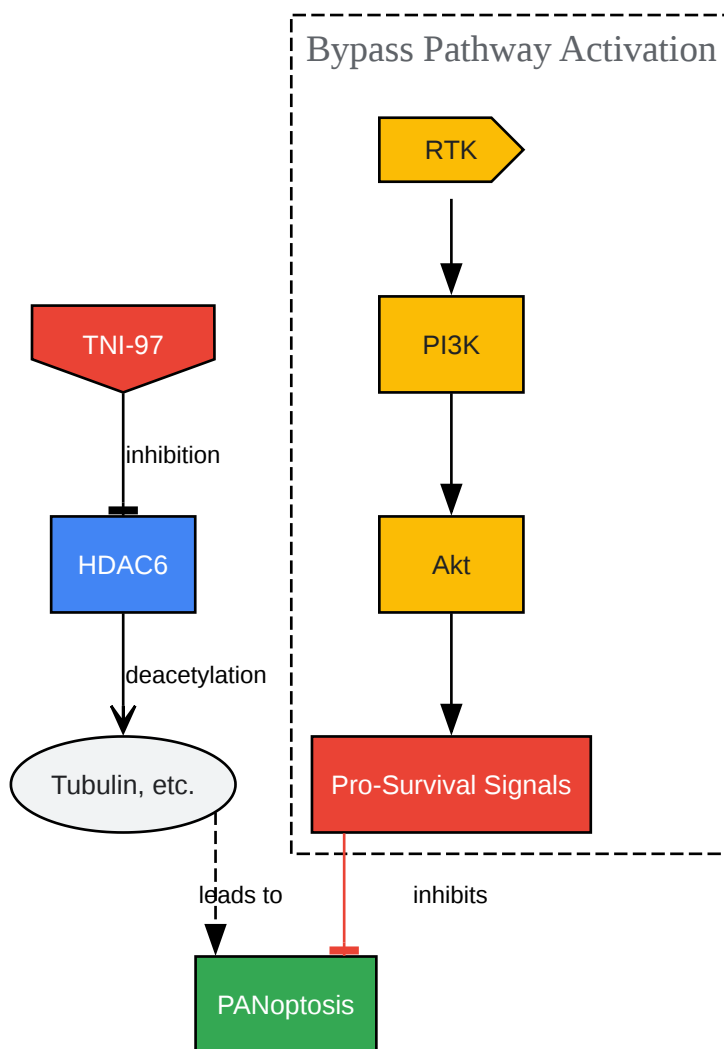 Bypass Pathway Activation
RTK
TNI-97
PI3K
inhibition
HDAC6
Akt
deacetylation
Tubulin, etc.
Pro-Survival Signals
leads to
inhibits
PANoptosis